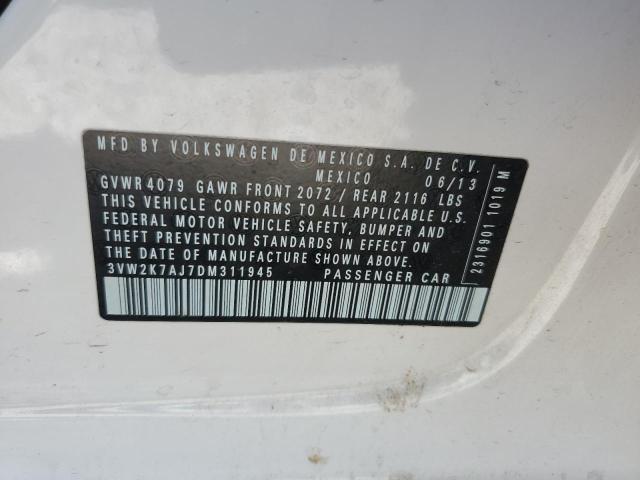 MFD BY VOLKSWAGEN DE MEXICO S.A. DE C.V.
MEXICO 06/13
GVWR 4079 GAWR FRONT 2072 / REAR 2116 LBS
THIS VEHICLE CONFORMS TO ALL APPLICABLE U.S.
FEDERAL MOTOR VEHICLE SAFETY, BUMPER AND
THEFT PREVENTION STANDARDS IN EFFECT ON
THE DATE OF MANUFACTURE SHOWN ABOVE.
3VW2K7AJ7DM311945 PASSENGER CAR
2316901 1019 M